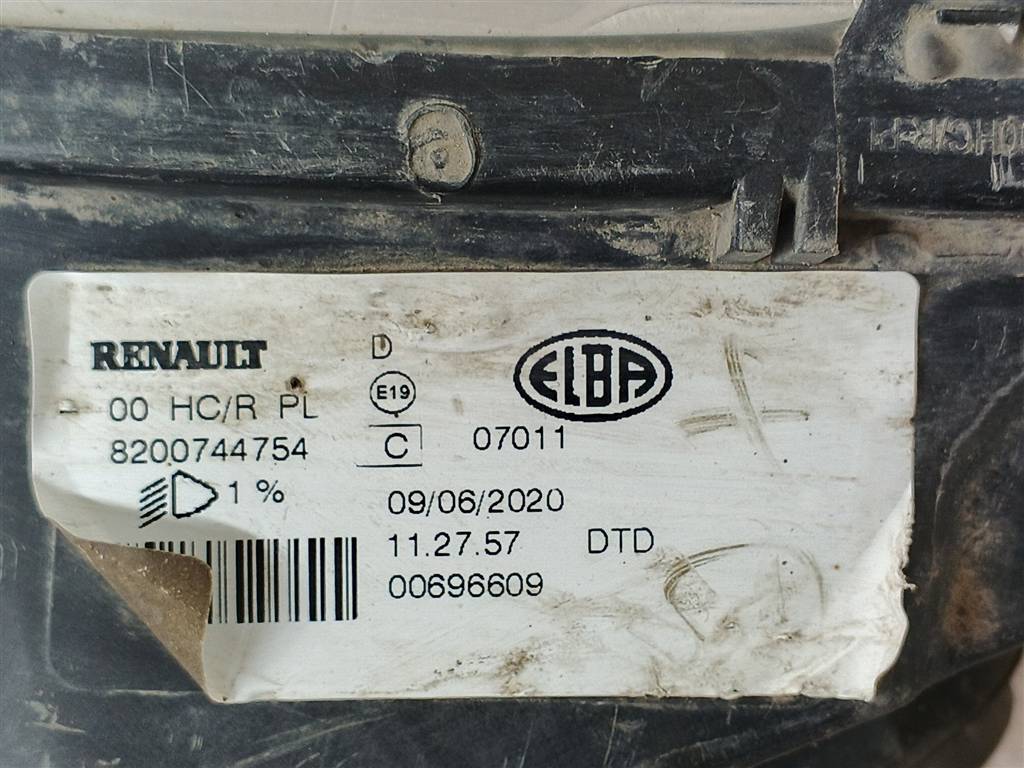 RENAULT
D
ELBA
00 HC/R PL
E19
8200744754
C
07011
1 %
09/06/2020
11.27.57 DTD
00696609